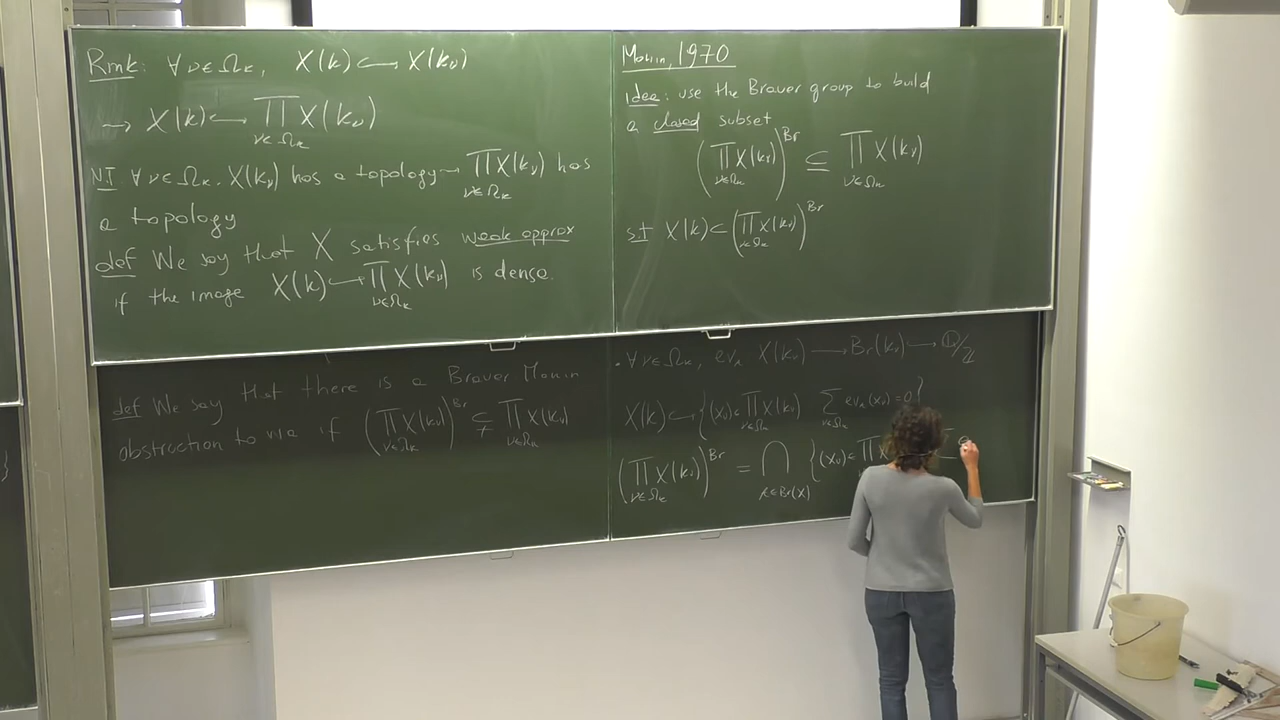 Rmk: ∀ν∈Ω_k, X(k) ↪ X(k_ν)
⇝ X(k) ↪ ∏_{ν∈Ω_k} X(k_ν)
∀ν∈Ω_k. X(k_ν) has a topology ⇝ ∏_{ν∈Ω_k} X(k_ν) has
a topology
def We say that X satisfies weak approx
if the image X(k) ↪ ∏_{ν∈Ω_k} X(k_ν) is dense.
Manin, 1970
idea: use the Brauer group to build
a closed subset
(∏_{ν∈Ω_k} X(k_ν))^Br ⊆ ∏_{ν∈Ω_k} X(k_ν)
st X(k) ⊂ (∏_{ν∈Ω_k} X(k_ν))^Br
def We say that there is a Brauer Manin
obstruction to wa if (∏_{ν∈Ω_k} X(k_ν))^Br ⊊ ∏_{ν∈Ω_k} X(k_ν)
. ∀ν∈Ω_k, ev_α X(k_ν) → Br(k_ν) ↪ Q/Z
X(k) ↪ {(x_ν) ∈ ∏_{ν∈Ω_k} X(k_ν) ∑_{ν∈Ω_k} ev_α(x_ν) = 0}
(∏_{ν∈Ω_k} X(k_ν))^Br = ⋂_{α∈Br(X)} {(x_ν) ∈ ∏ X